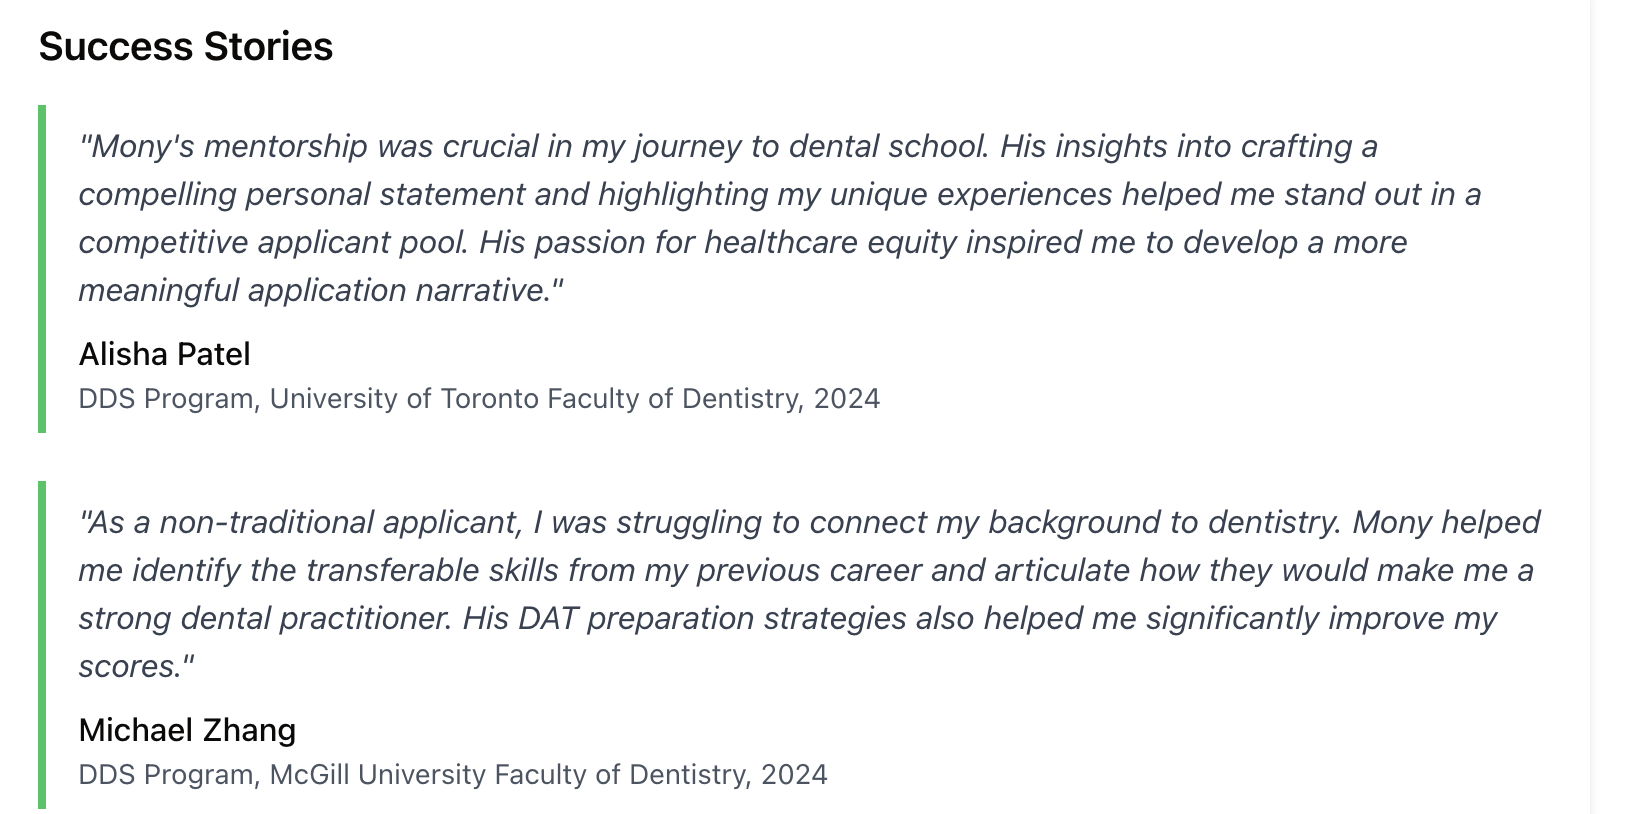 Success Stories
"Mony's mentorship was crucial in my journey to dental school. His insights into crafting a
compelling personal statement and highlighting my unique experiences helped me stand out in a
competitive applicant pool. His passion for healthcare equity inspired me to develop a more
meaningful application narrative."
Alisha Patel
DDS Program, University of Toronto Faculty of Dentistry, 2024
"As a non-traditional applicant, I was struggling to connect my background to dentistry. Mony helped
me identify the transferable skills from my previous career and articulate how they would make me a
strong dental practitioner. His DAT preparation strategies also helped me significantly improve my
scores."
Michael Zhang
DDS Program, McGill University Faculty of Dentistry, 2024